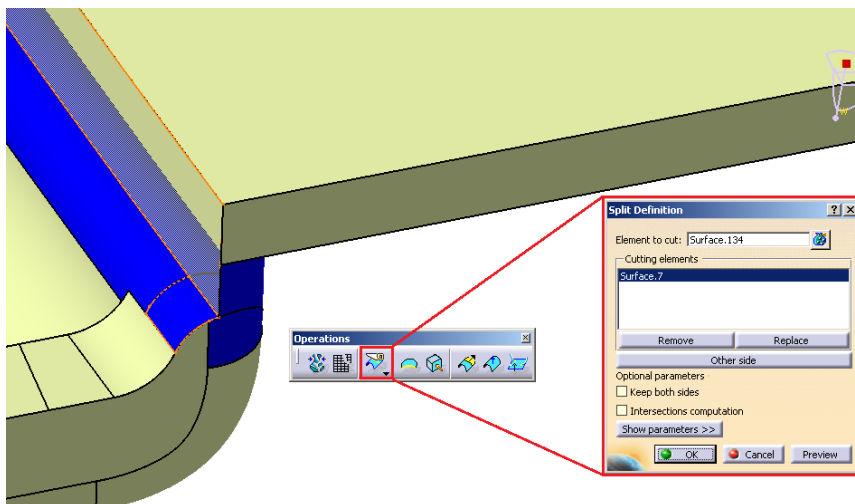 Split Definition
Element to cut: Surface.134
Cutting elements
Surface.7
Remove Replace
Other side
Optional parameters
Keep both sides
Intersections computation
Show parameters >>
OK Cancel Preview
Operations
W